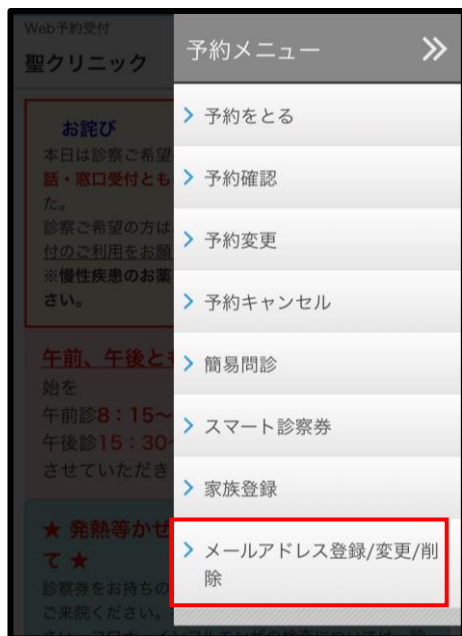 Web予約受付
聖クリニック
予約メニュー
お詫び
本日は診察ご希望
話・窓口受付とも
た。
診察ご希望の方は
付のご利用をお願
※慢性疾患のお薬
さい。
午前、午後と
始を
午前診8：15〜
午後診15：30
させていただき
★ 発熱等かぜ
て ★
診察券をお持ちの
ご来院ください。
予約をとる
予約確認
予約変更
予約キャンセル
簡易問診
スマート診察券
家族登録
メールアドレス登録/変更/削
除